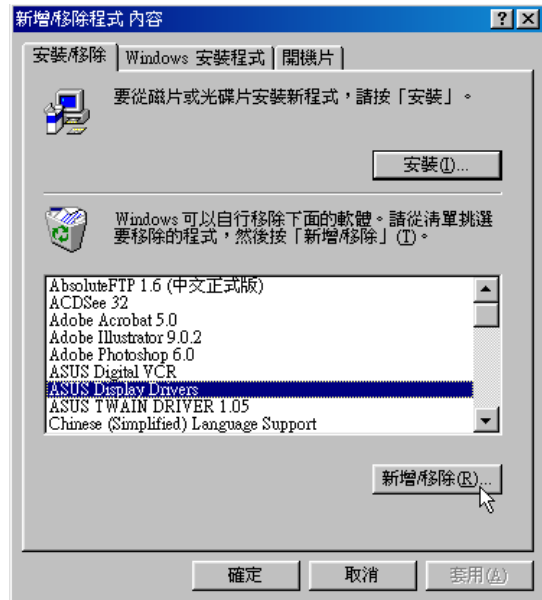 新增/移除程式 內容
安裝/移除
Windows 安裝程式
開機片
要從磁片或光碟片安裝新程式，請按「安裝」。
安裝(I)...
Windows 可以自行移除下面的軟體。請從清單挑選
要移除的程式，然後按「新增/移除」(T)。
AbsoluteFTP 1.6 (中文正式版)
ACDSee 32
Adobe Acrobat 5.0
Adobe Illustrator 9.0.2
Adobe Photoshop 6.0
ASUS Digital VCR
ASUS Display Drivers
ASUS TWAIN DRIVER 1.05
Chinese (Simplified) Language Support
新增/移除(R)...
確定
取消
套用(A)